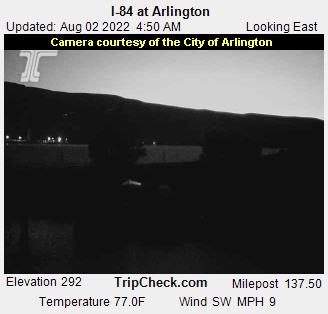 I-84 at Arlington
Updated: Aug 02 2022 4:50 AM Looking East
Camera courtesy of the City of Arlington
Elevation 292 TripCheck.com Milepost 137.50
Temperature 77.0F Wind SW MPH 9